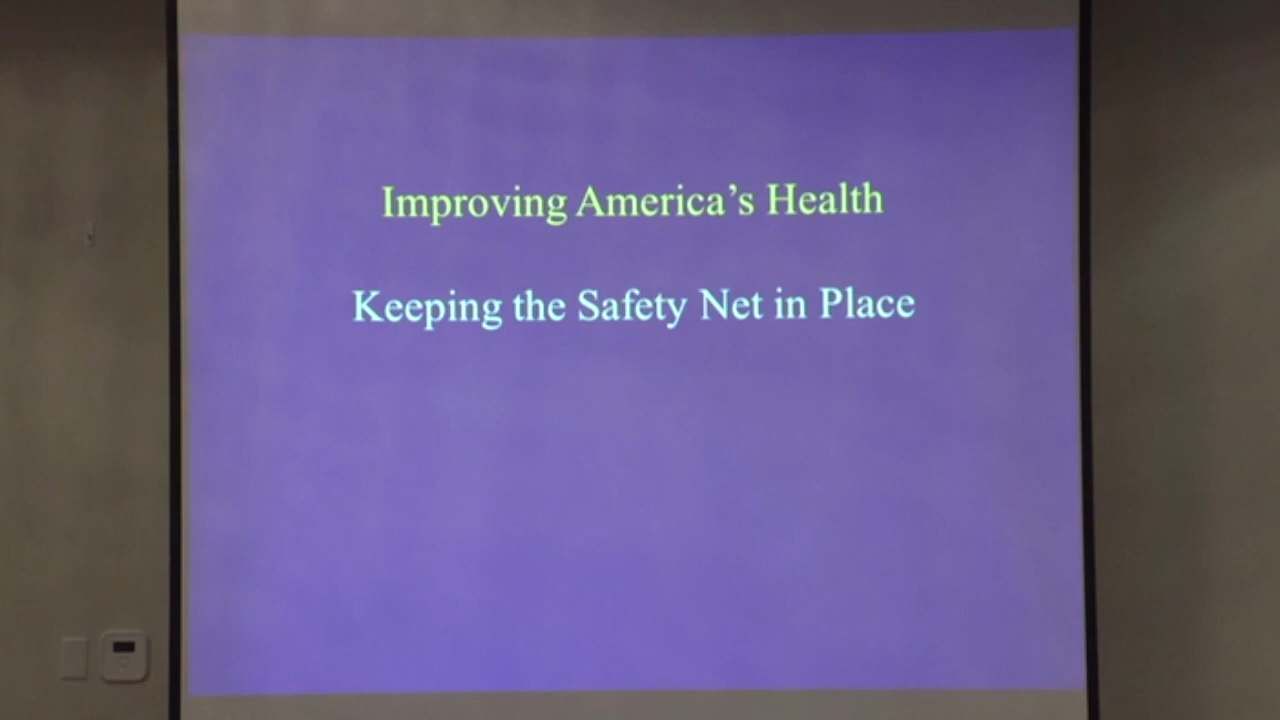 Improving America’s Health
Keeping the Safety Net in Place